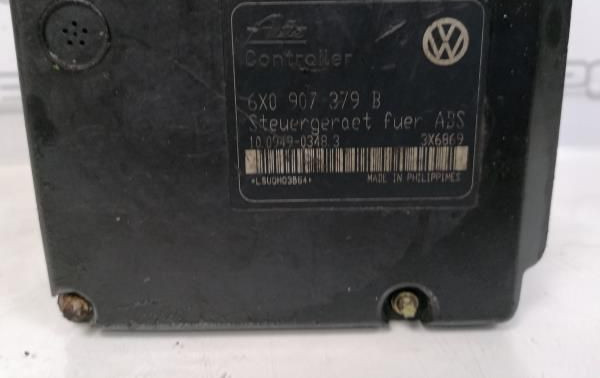 Ate
Controller
6X0 907 379 B
Steuergeraet fuer ABS
10.0949-0348.3 3X6869
MADE IN PHILIPPINES